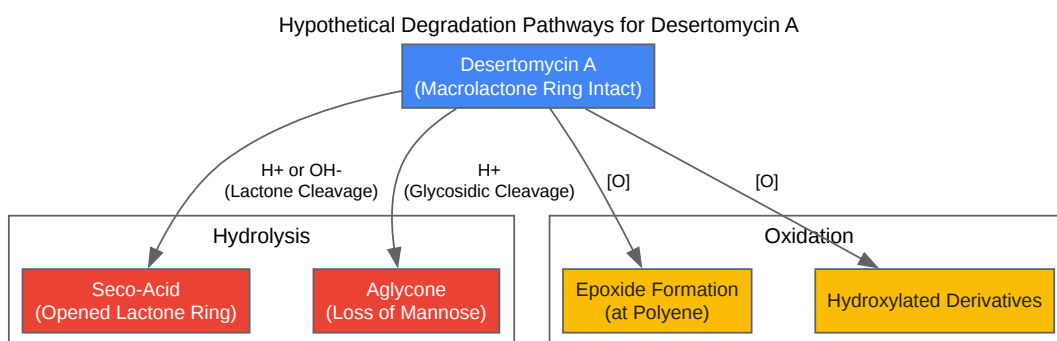 Hypothetical Degradation Pathways for Desertomycin A
Desertomycin A
(Macrolactone Ring Intact)
H+ or OH-
(Lactone Cleavage)
H+
(Glycosidic Cleavage)
[O]
[O]
Hydrolysis
Oxidation
Seco-Acid
(Opened Lactone Ring)
Aglycone
(Loss of Mannose)
Epoxide Formation
(at Polyene)
Hydroxylated Derivatives